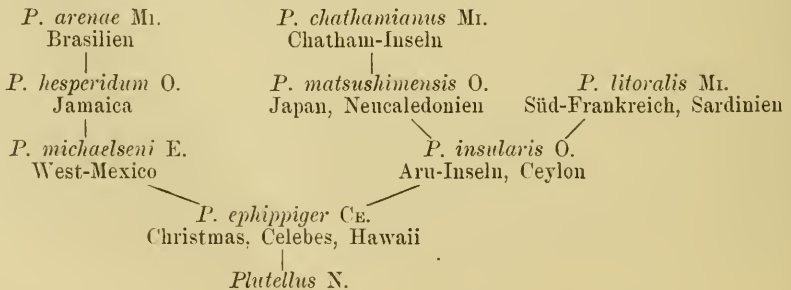 P. arenae MI. P. chathamianus MI.
Brasilien Chatham-Inseln
P. hesperidum O. P. matsushimensis O. P. litoralis MI.
Jamaica Japan, Neucaledonien Süd-Frankreich, Sardinien
P. michaelseni E. P. insularis O.
West-Mexico Aru-Inseln, Ceylon
P. ephippiger CE.
Christmas, Celebes, Hawaii
Plutellus N.